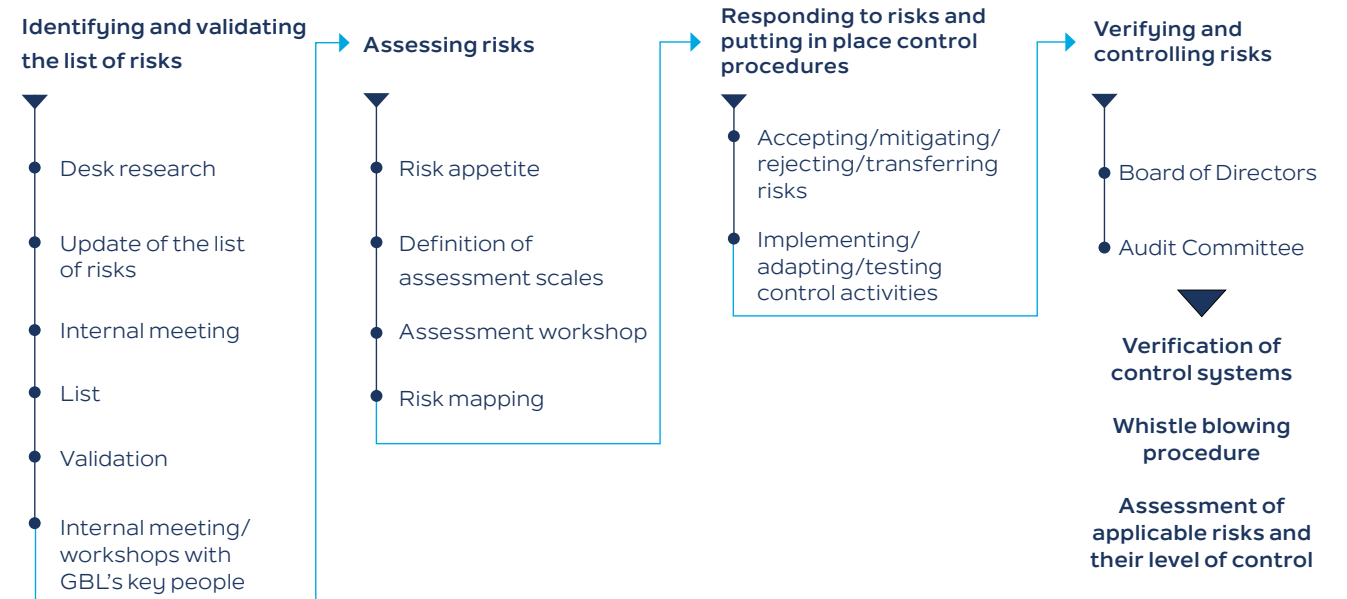 Identifying and validating
the list of risks
Desk research
Update of the list
of risks
Internal meeting
List
Validation
Internal meeting/
workshops with
GBL's key people
Assessing risks
Risk appetite
Definition of
assessment scales
Assessment workshop
Risk mapping
Responding to risks and
putting in place control
procedures
Accepting/mitigating/
rejecting/transferring
risks
Implementing/
adapting/testing
control activities
Verifying and
controlling risks
Board of Directors
Audit Committee
Verification of
control systems
Whistle blowing
procedure
Assessment of
applicable risks and
their level of control